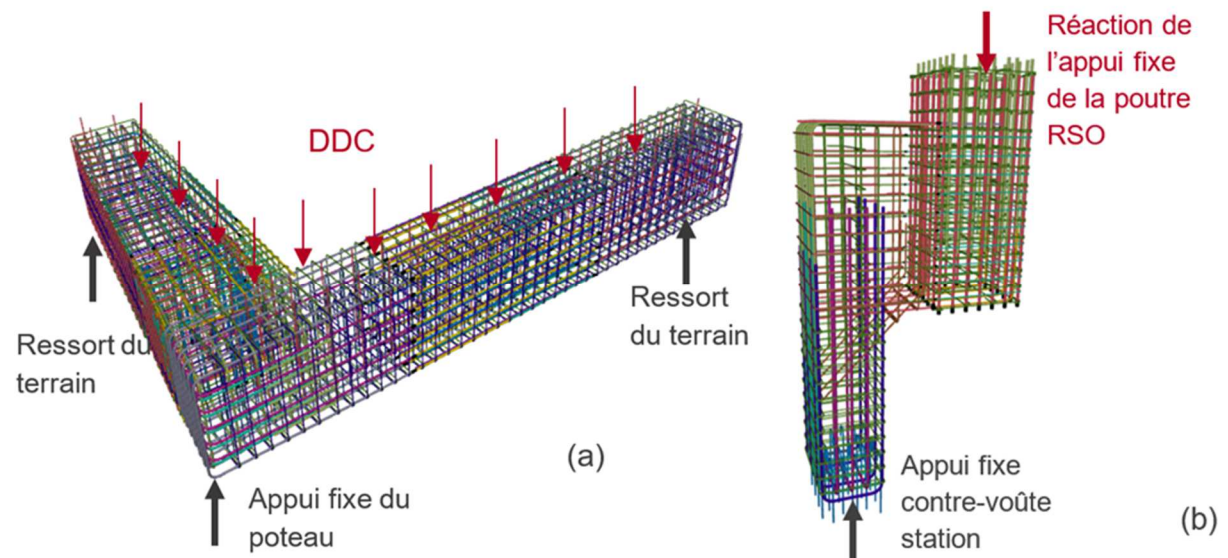 DDC
Ressort du
terrain
Appui fixe du
poteau
Ressort
du terrain
(a)
Réaction de
l'appui fixe
de la poutre
RSO
Appui fixe
contre-voûte
station
(b)